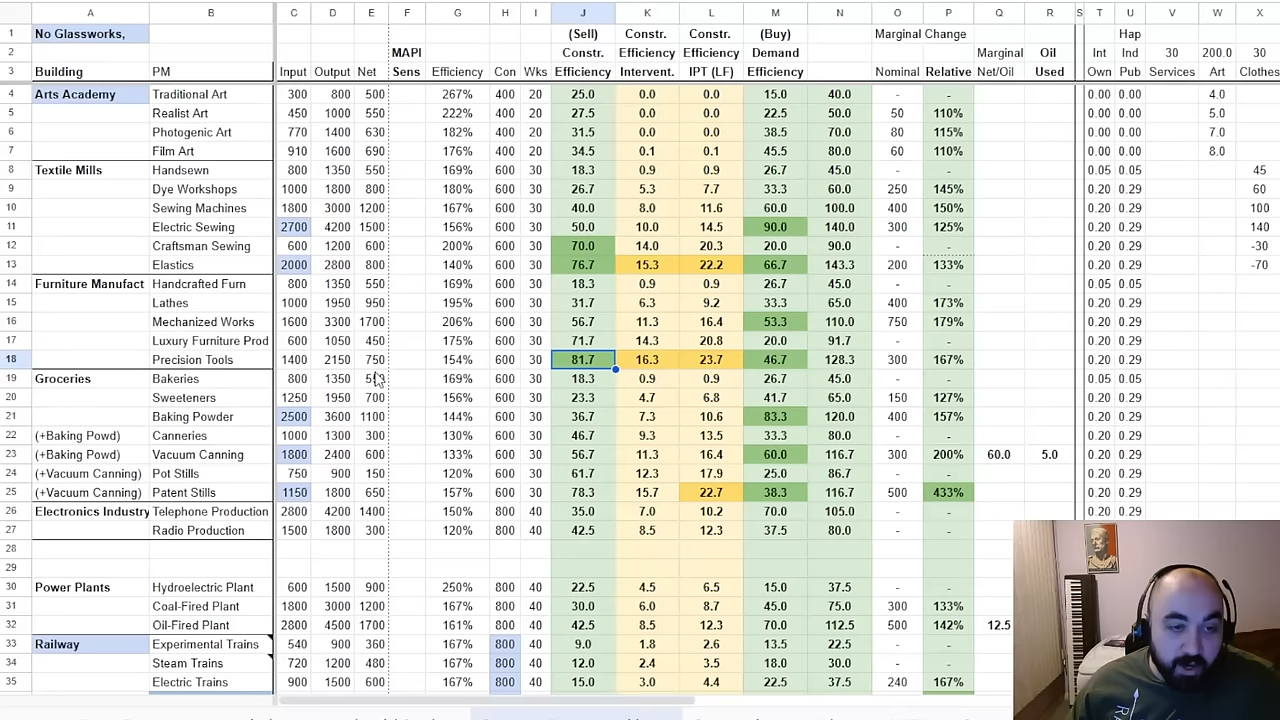 A B C D E F G H I J K L M N O P Q R S T U V W X
1 No Glassworks, (Sell) Constr. Constr. (Buy) Marginal Change Hap
2 MAPI Constr. Efficiency Efficiency Demand Marginal Oil Int Ind 30 200.0 30
3 Building PM Input Output Net Sens Efficiency Con Wks Efficiency Intervent. IPT (LF) Efficiency Nominal Relative Net/Oil Used Own Pub Services Art Clothes
4 Arts Academy Traditional Art 300 800 500 267% 400 20 25.0 0.0 0.0 15.0 40.0 - - 0.00 0.00 4.0
5 Realist Art 450 1000 550 222% 400 20 27.5 0.0 0.0 22.5 50.0 50 110% 0.00 0.00 5.0
6 Photogenic Art 770 1400 630 182% 400 20 31.5 0.0 0.0 38.5 70.0 80 115% 0.00 0.00 7.0
7 Film Art 910 1600 690 176% 400 20 34.5 0.1 0.1 45.5 80.0 60 110% 0.00 0.00 8.0
8 Textile Mills Handsewn 800 1350 550 169% 600 30 18.3 0.9 0.9 26.7 45.0 - - 0.05 0.05 45
9 Dye Workshops 1000 1800 800 180% 600 30 26.7 5.3 7.7 33.3 60.0 250 145% 0.20 0.29 60
10 Sewing Machines 1800 3000 1200 167% 600 30 40.0 8.0 11.6 60.0 100.0 400 150% 0.20 0.29 100
11 Electric Sewing 2700 4200 1500 156% 600 30 50.0 10.0 14.5 90.0 140.0 300 125% 0.20 0.29 140
12 Craftsman Sewing 600 1200 600 200% 600 30 70.0 14.0 20.3 20.0 90.0 - - 0.20 0.29 -30
13 Elastics 2000 2800 800 140% 600 30 76.7 15.3 22.2 66.7 143.3 200 133% 0.20 0.29 -70
14 Furniture Manufact Handcrafted Furn 800 1350 550 169% 600 30 18.3 0.9 0.9 26.7 45.0 - - 0.05 0.05
15 Lathes 1000 1950 950 195% 600 30 31.7 6.3 9.2 33.3 65.0 400 173% 0.20 0.29
16 Mechanized Works 1600 3300 1700 206% 600 30 56.7 11.3 16.4 53.3 110.0 750 179% 0.20 0.29
17 Luxury Furniture Prod 600 1050 450 175% 600 30 71.7 14.3 20.8 20.0 91.7 - - 0.20 0.29
18 Precision Tools 1400 2150 750 154% 600 30 81.7 16.3 23.7 46.7 128.3 300 167% 0.20 0.29
19 Groceries Bakeries 800 1350 169% 600 30 18.3 0.9 0.9 26.7 45.0 - - 0.05 0.05
20 Sweeteners 1250 1950 700 156% 600 30 23.3 4.7 6.8 41.7 65.0 150 127% 0.20 0.29
21 Baking Powder 2500 3600 1100 144% 600 30 36.7 7.3 10.6 83.3 120.0 400 157% 0.20 0.29
22 (+Baking Powd) Canneries 1000 1300 300 130% 600 30 46.7 9.3 13.5 33.3 80.0 - - 0.20 0.29
23 (+Baking Powd) Vacuum Canning 1800 2400 600 133% 600 30 56.7 11.3 16.4 60.0 116.7 300 200% 60.0 5.0 0.20 0.29
24 (+Vacuum Canning) Pot Stills 750 900 150 120% 600 30 61.7 12.3 17.9 25.0 86.7 - - 0.20 0.29
25 (+Vacuum Canning) Patent Stills 1150 1800 650 157% 600 30 78.3 15.7 22.7 38.3 116.7 500 433% 0.20 0.29
26 Electronics Industry Telephone Production 2800 4200 1400 150% 800 40 35.0 7.0 10.2 70.0 105.0 - - 0.20 0.29
27 Radio Production 1500 1800 300 120% 800 40 42.5 8.5 12.3 37.5 80.0 - - 0.20 0.29
28
29
30 Power Plants Hydroelectric Plant 600 1500 900 250% 800 40 22.5 4.5 6.5 15.0 37.5 - -
31 Coal-Fired Plant 1800 3000 1200 167% 800 40 30.0 6.0 8.7 45.0 75.0 300 133%
32 Oil-Fired Plant 2800 4500 1700 161% 800 40 42.5 8.5 12.3 70.0 112.5 500 142% 12.5
33 Railway Experimental Trains 540 900 360 167% 800 40 9.0 1.8 2.6 13.5 22.5 - -
34 Steam Trains 720 1200 480 167% 800 40 12.0 2.4 3.5 18.0 30.0 - -
35 Electric Trains 900 1500 600 167% 800 40 15.0 3.0 4.4 22.5 37.5 240 167%